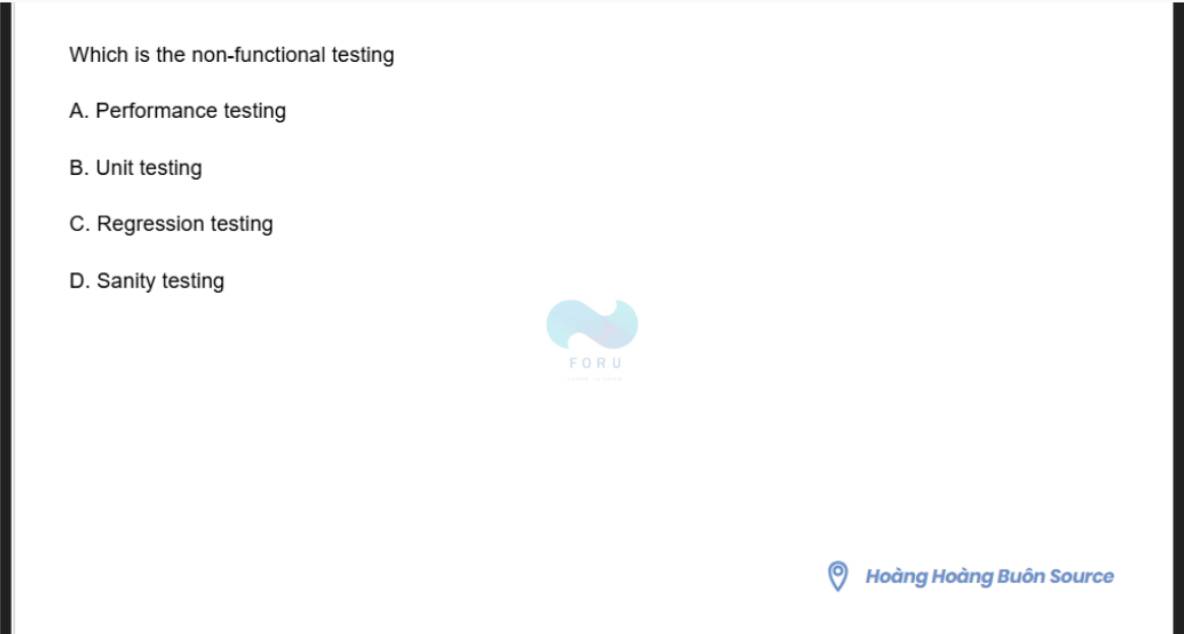 Which is the non-functional testing
A. Performance testing
B. Unit testing
C. Regression testing
D. Sanity testing
FORU
Hoàng Hoàng Buôn Source